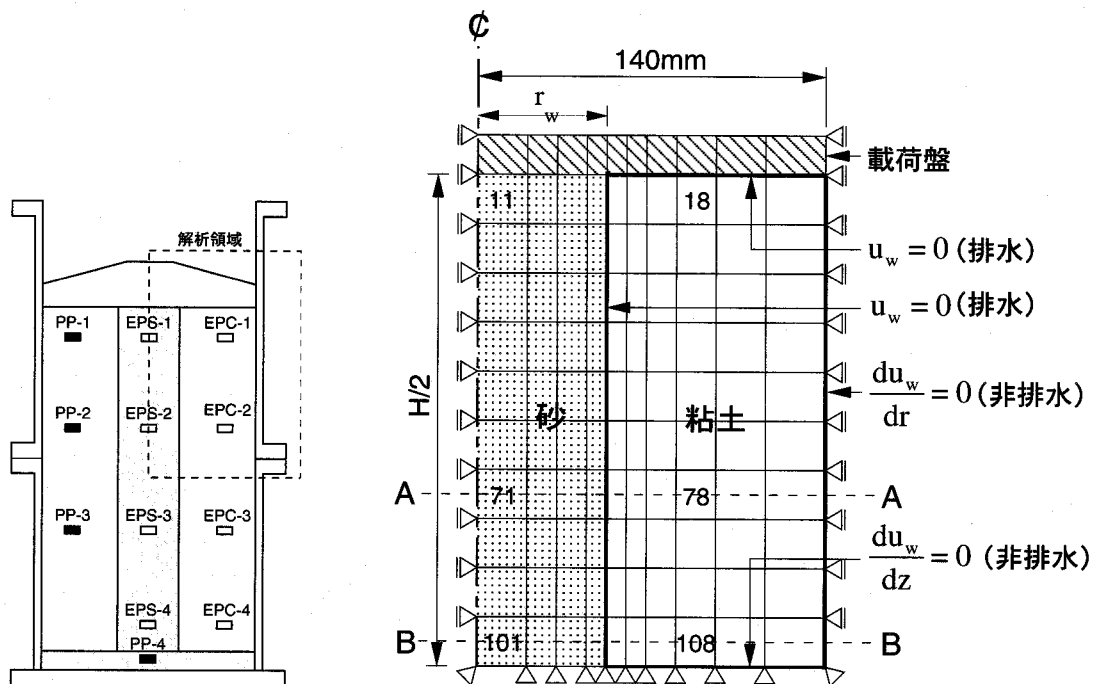 解析領域
PP-1
EPS-1
EPC-1
PP-2
EPS-2
EPC-2
PP-3
EPS-3
EPC-3
EPS-4
EPC-4
PP-4
₵
140mm
r_w
載荷盤
11
18
u_w = 0 (排水)
u_w = 0 (排水)
H/2
du_w/dr = 0 (非排水)
砂
粘土
A
71
78
A
du_w/dz = 0 (非排水)
B
101
108
B